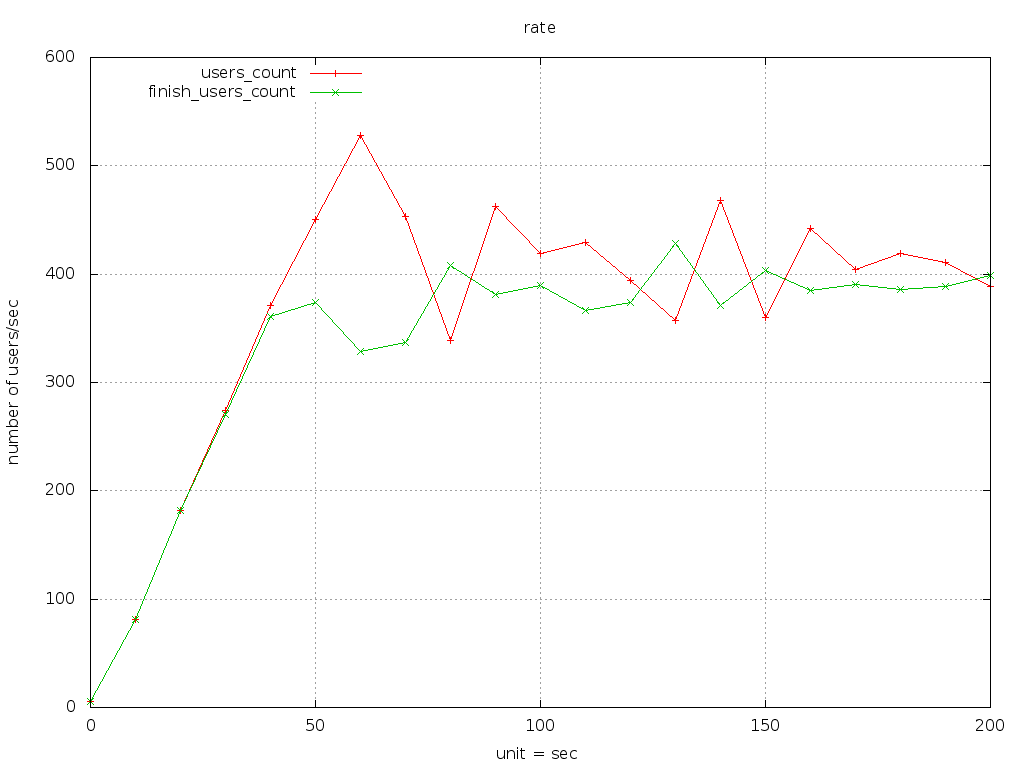 rate
users_count
finish_users_count
600
500
400
300
200
100
0
number of users/sec
0 50 100 150 200
unit = sec